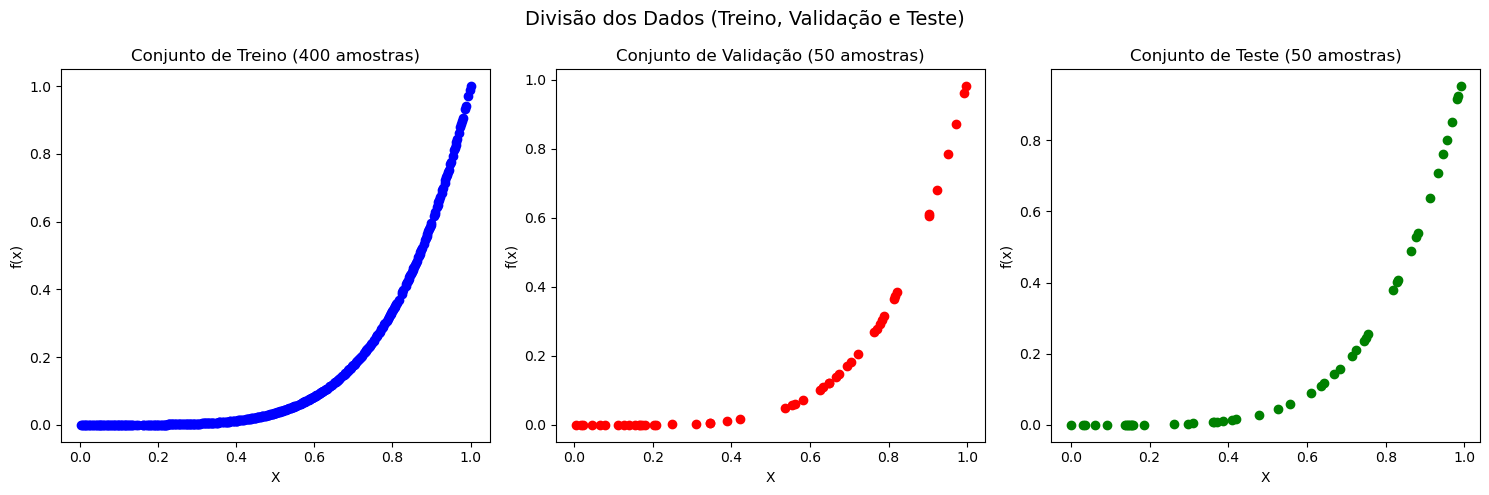 Divisão dos Dados (Treino, Validação e Teste)
Conjunto de Treino (400 amostras)
1.0
0.8
0.6
0.4
0.2
0.0
f(x)
0.0 0.2 0.4 0.6 0.8 1.0
X
Conjunto de Validação (50 amostras)
1.0
0.8
0.6
0.4
0.2
0.0
f(x)
0.0 0.2 0.4 0.6 0.8 1.0
X
Conjunto de Teste (50 amostras)
0.8
0.6
0.4
0.2
0.0
f(x)
0.0 0.2 0.4 0.6 0.8 1.0
X